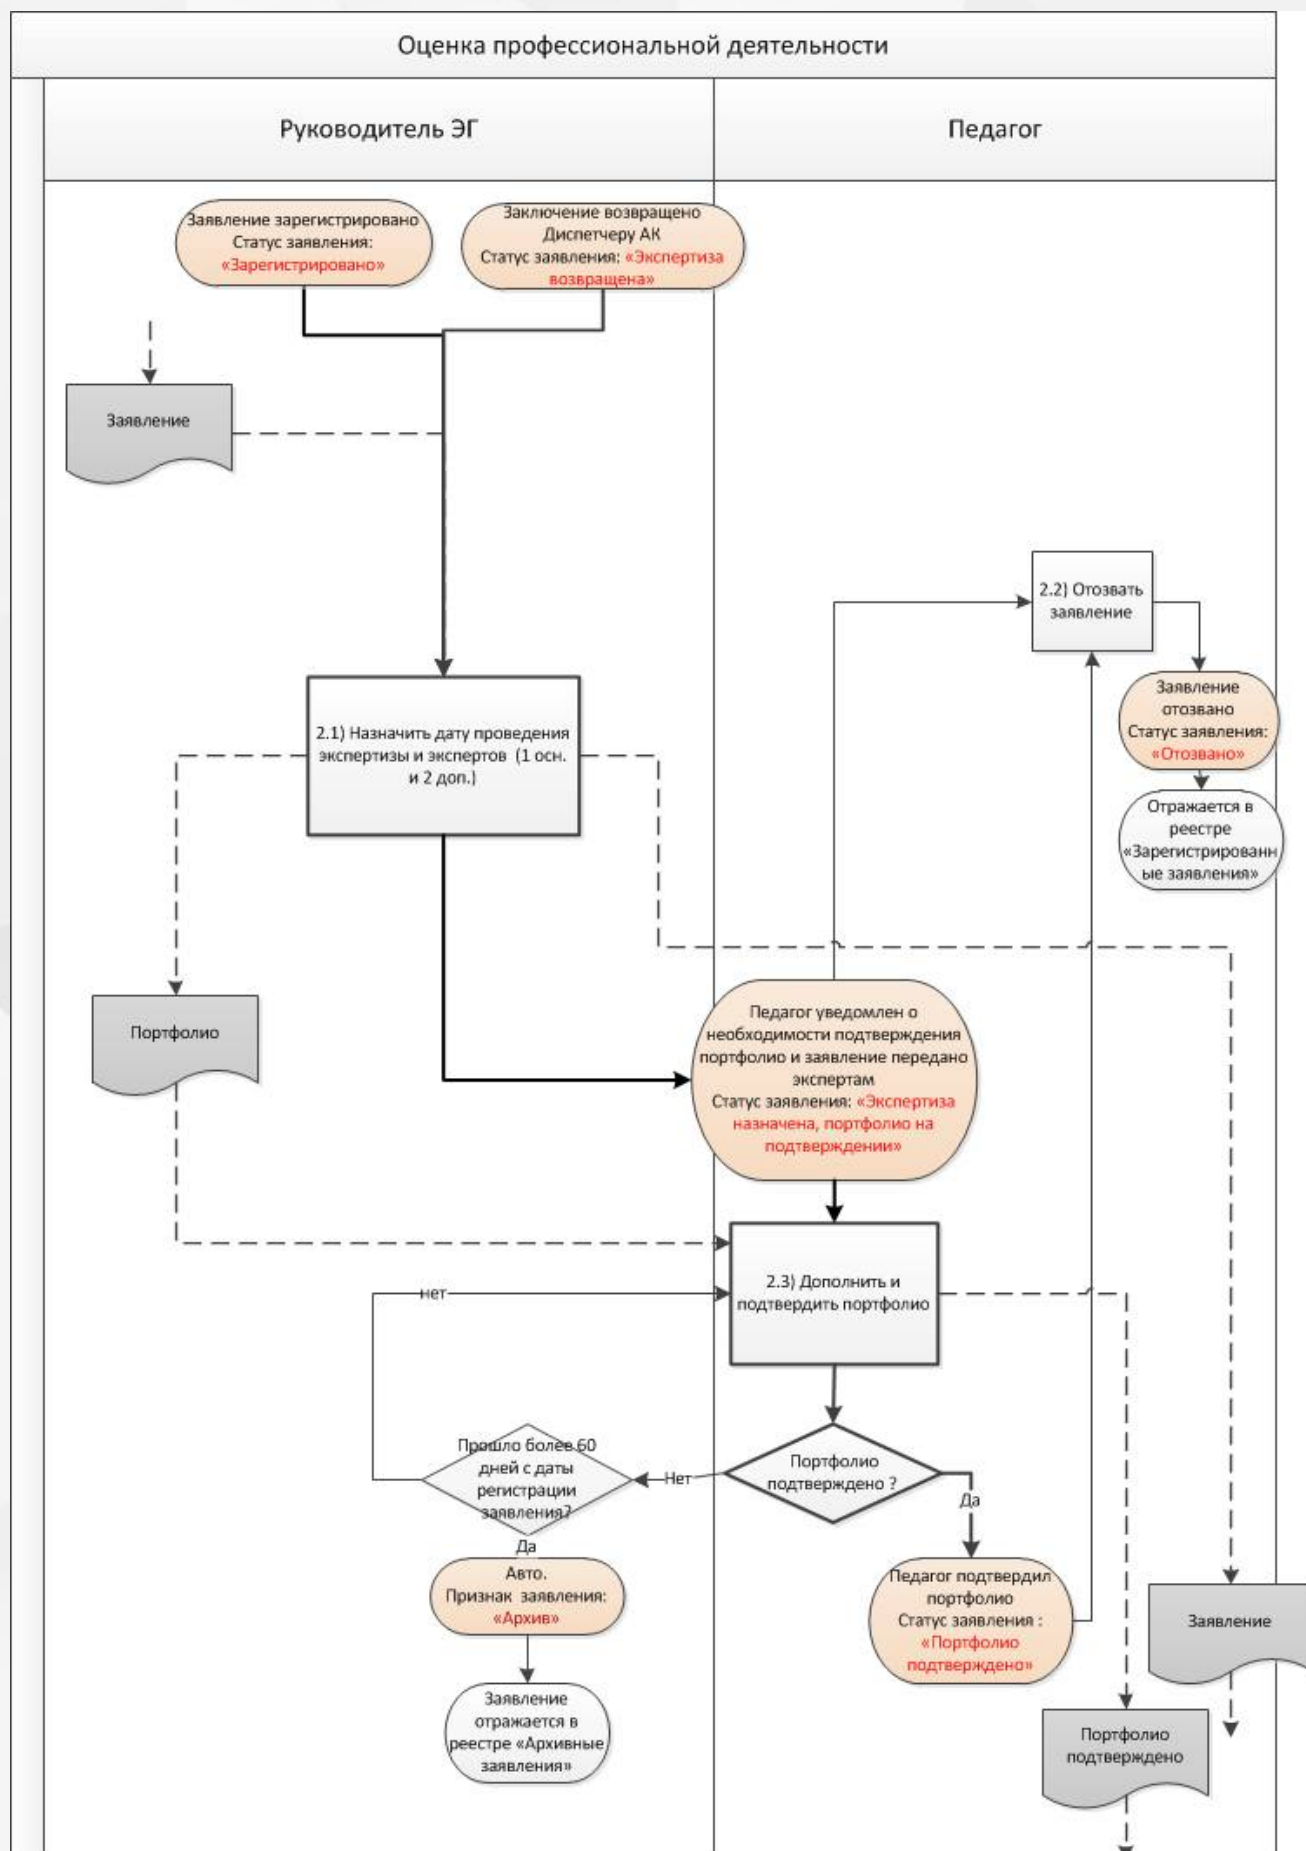 Оценка профессиональной деятельности
Руководитель ЭГ
Педагог
Заявление зарегистрировано
Статус заявления:
«Зарегистрировано»
Заключение возвращено
Диспетчеру АК
Статус заявления: «Экспертиза
возвращена»
Заявление
2.2) Отозвать
заявление
Заявление
отозвано
Статус заявления:
«Отозвано»
2.1) Назначить дату проведения
экспертизы и экспертов (1 осн.
и 2 доп.)
Отражается в
реестре
«Зарегистрированн
ые заявления»
Портфолио
Педагог уведомлен о
необходимости подтверждения
портфолио и заявление передано
экспертам
Статус заявления: «Экспертиза
назначена, портфолио на
подтверждении»
2.3) Дополнить и
подтвердить портфолио
нет
Прошло более 60
дней с даты
регистрации
заявления?
Нет
Портфолио
подтверждено ?
Да
Да
Авто.
Признак заявления:
«Архив»
Педагог подтвердил
портфолио
Статус заявления :
«Портфолио
подтверждено»
Заявление
Заявление
отражается в
реестре «Архивные
заявления»
Портфолио
подтверждено